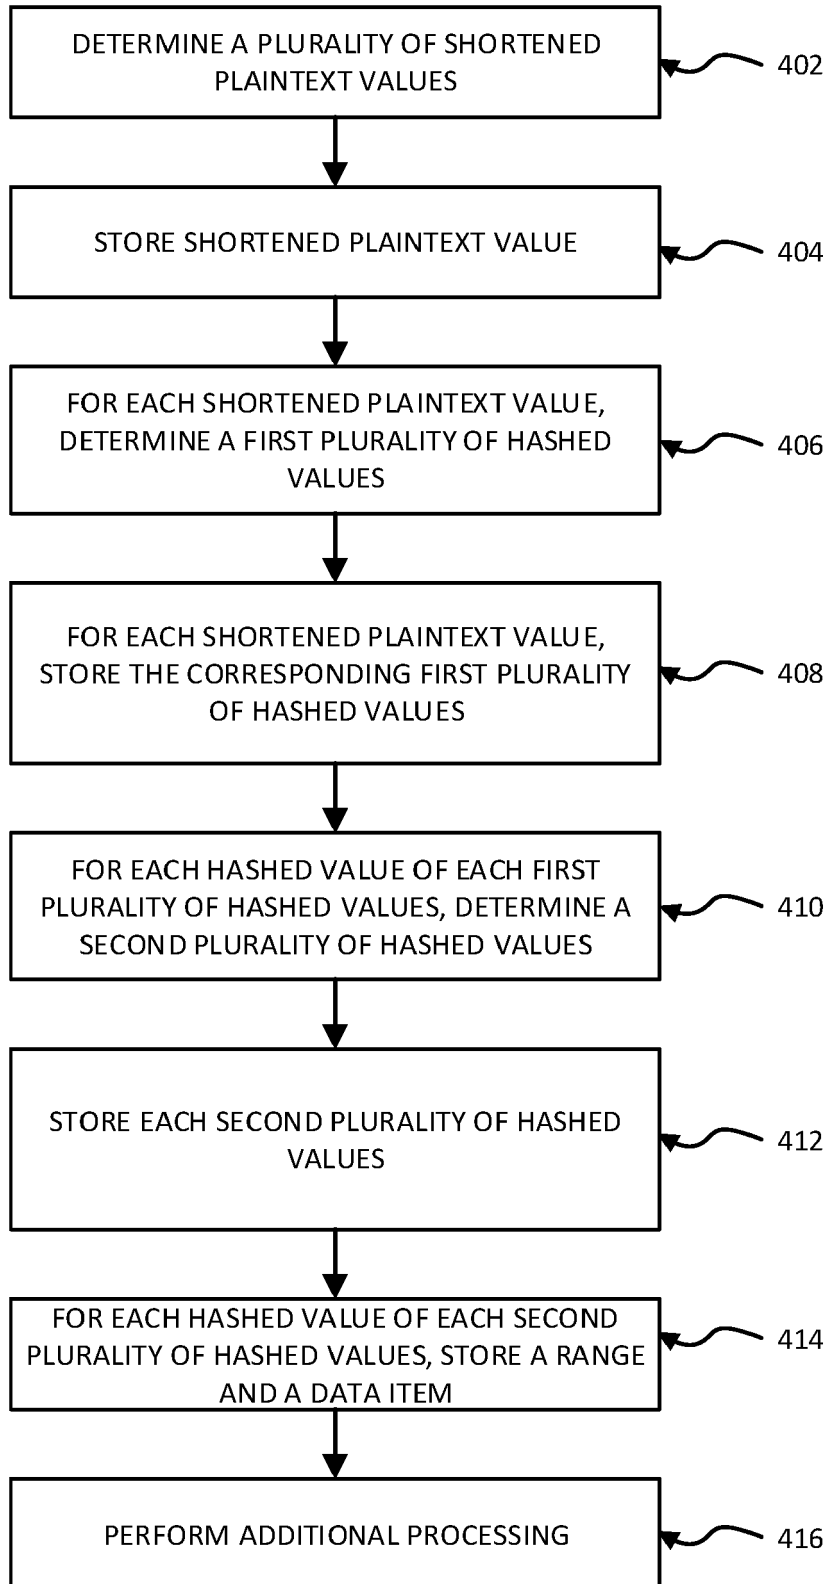 DETERMINE A PLURALITY OF SHORTENED
PLAINTEXT VALUES
402
STORE SHORTENED PLAINTEXT VALUE
404
FOR EACH SHORTENED PLAINTEXT VALUE,
DETERMINE A FIRST PLURALITY OF HASHED
VALUES
406
FOR EACH SHORTENED PLAINTEXT VALUE,
STORE THE CORRESPONDING FIRST PLURALITY
OF HASHED VALUES
408
FOR EACH HASHED VALUE OF EACH FIRST
PLURALITY OF HASHED VALUES, DETERMINE A
SECOND PLURALITY OF HASHED VALUES
410
STORE EACH SECOND PLURALITY OF HASHED
VALUES
412
FOR EACH HASHED VALUE OF EACH SECOND
PLURALITY OF HASHED VALUES, STORE A RANGE
AND A DATA ITEM
414
PERFORM ADDITIONAL PROCESSING
416